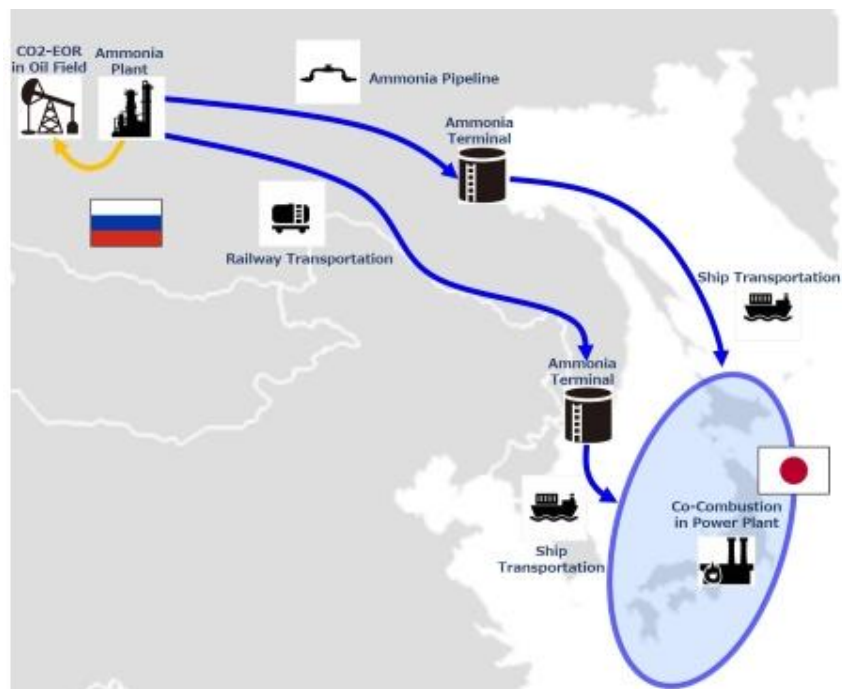 CO2-EOR
in Oil Field
Ammonia
Plant
Ammonia Pipeline
Ammonia
Terminal
Railway Transportation
Ship Transportation
Ammonia
Terminal
Co-Combustion
in Power Plant
Ship
Transportation